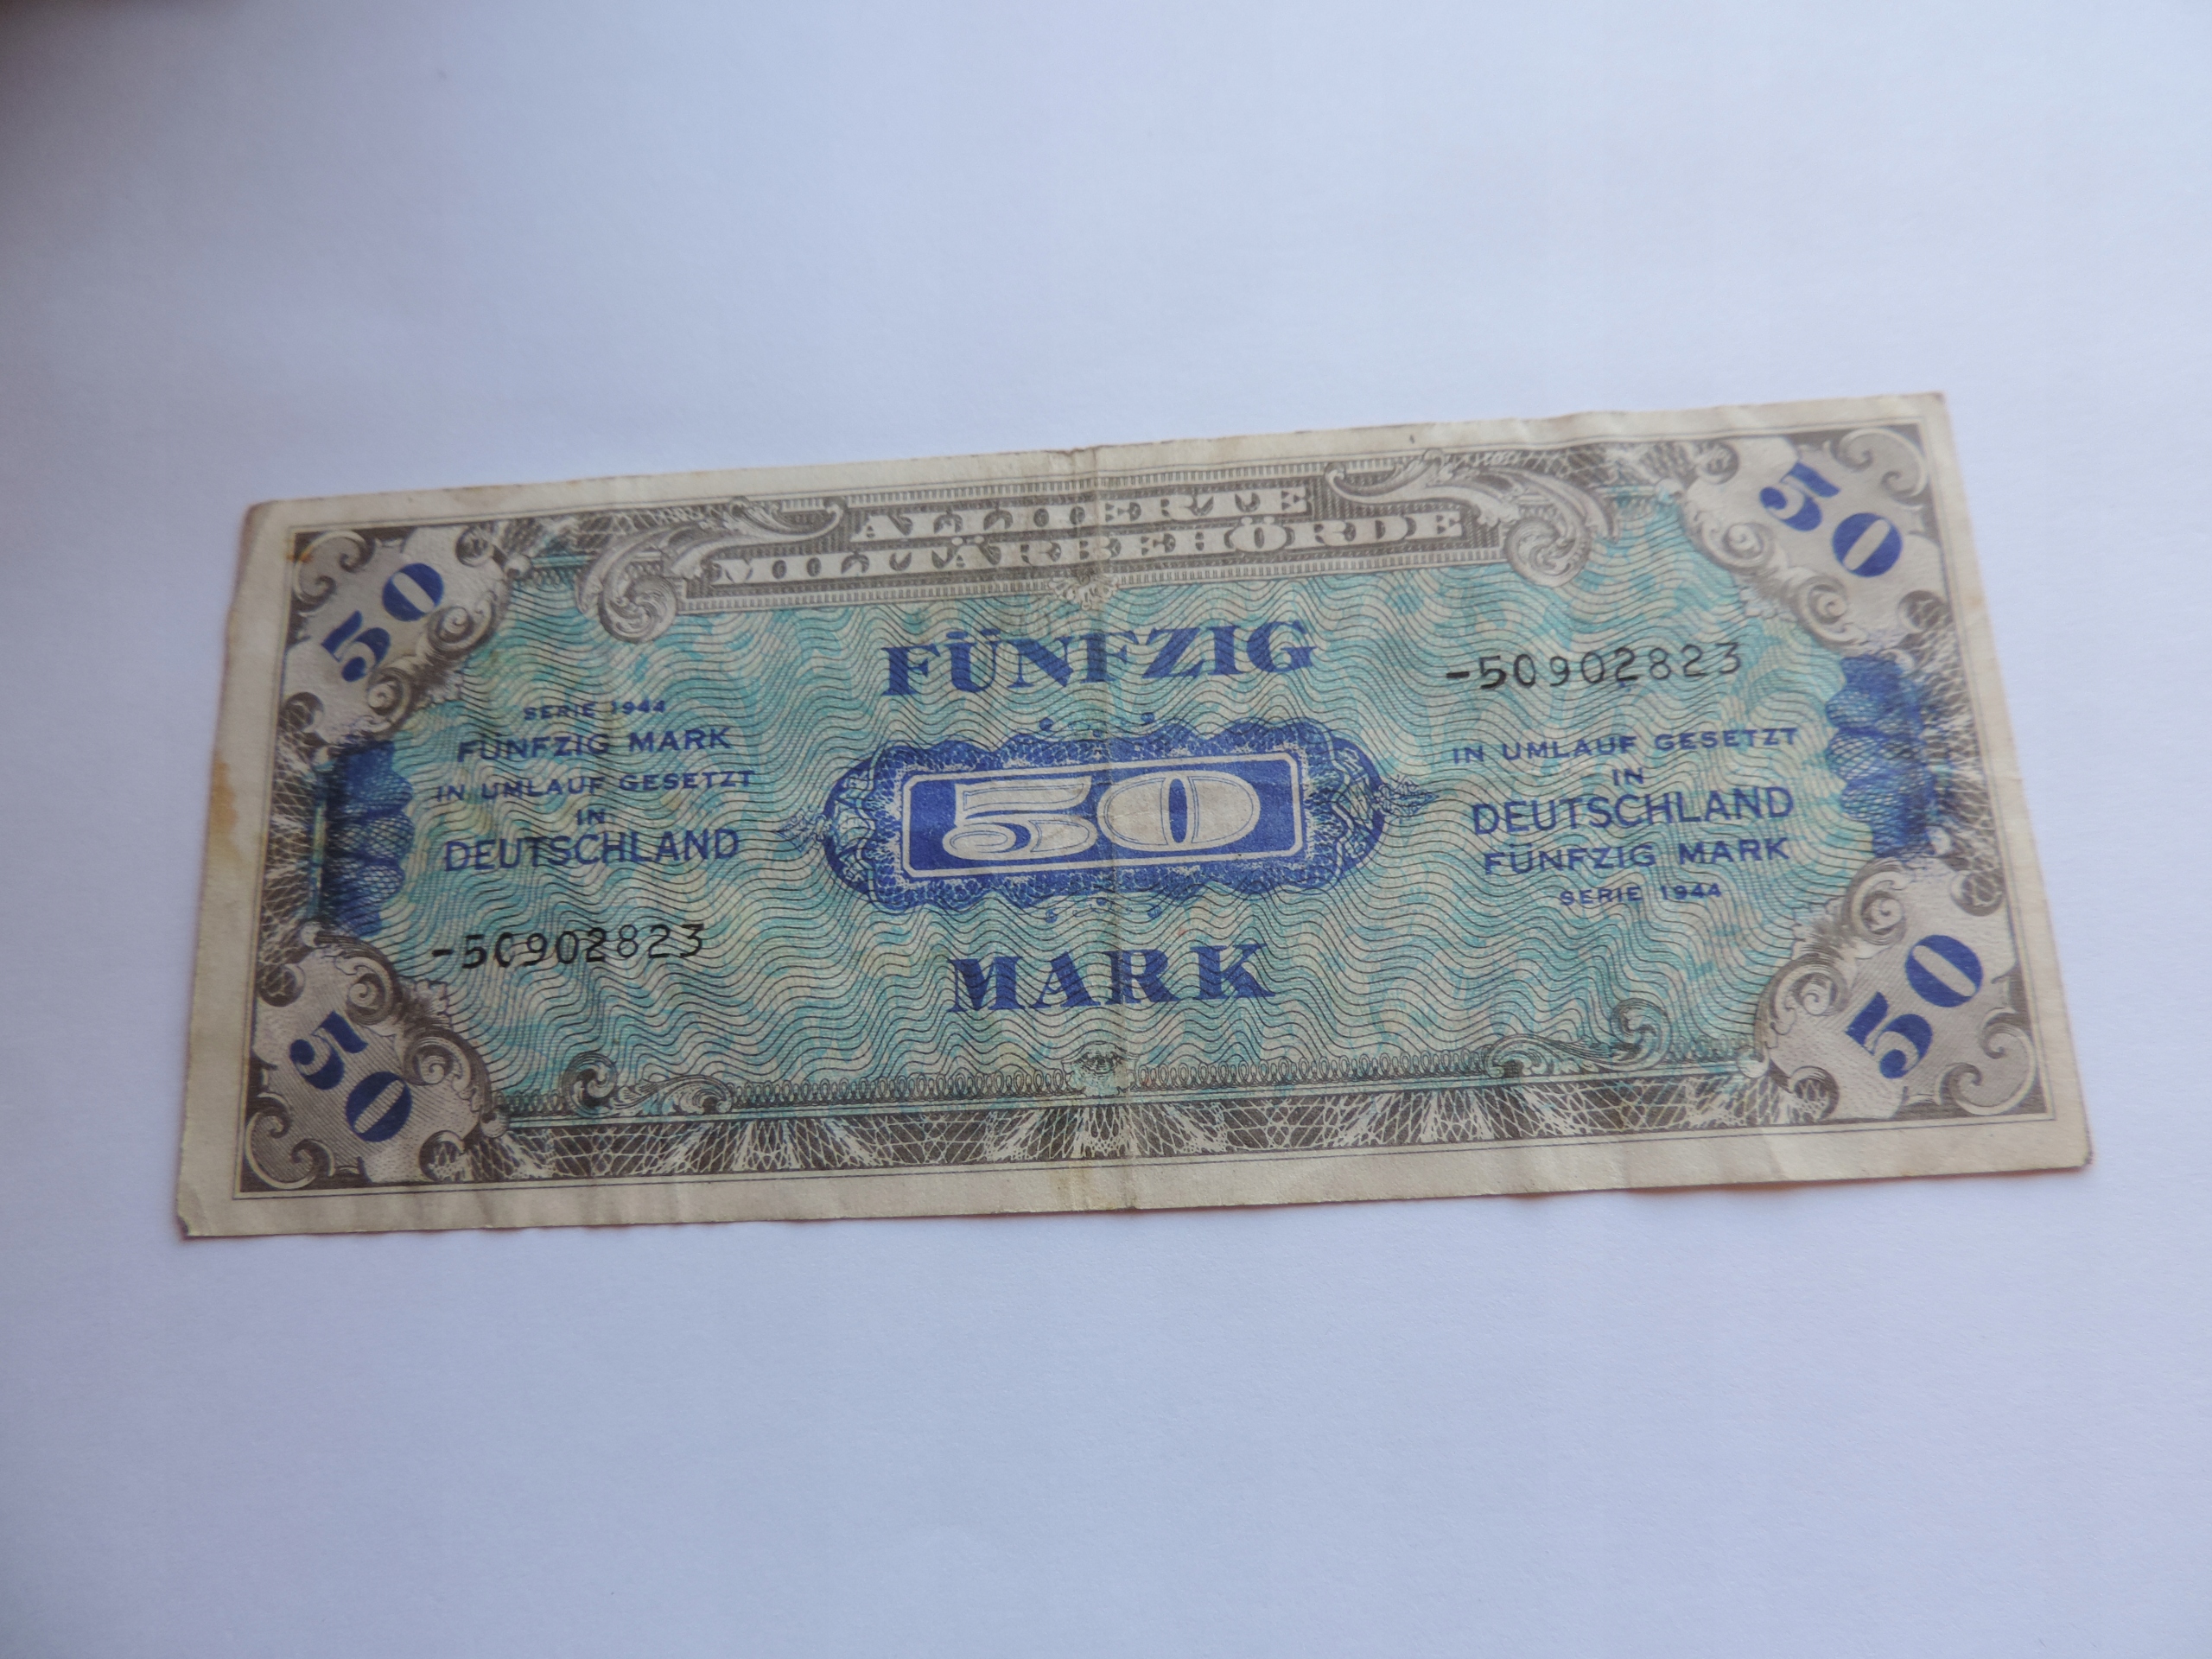 ALLIIERTE
MILITÄRBEHÖRDE
50
50
FÜNFZIG
-50902823
SERIE 1944
FÜNFZIG MARK
IN UMLAUF GESETZT
IN
DEUTSCHLAND
50
IN UMLAUF GESETZT
IN
DEUTSCHLAND
FÜNFZIG MARK
SERIE 1944
-50902823
MARK
50
50